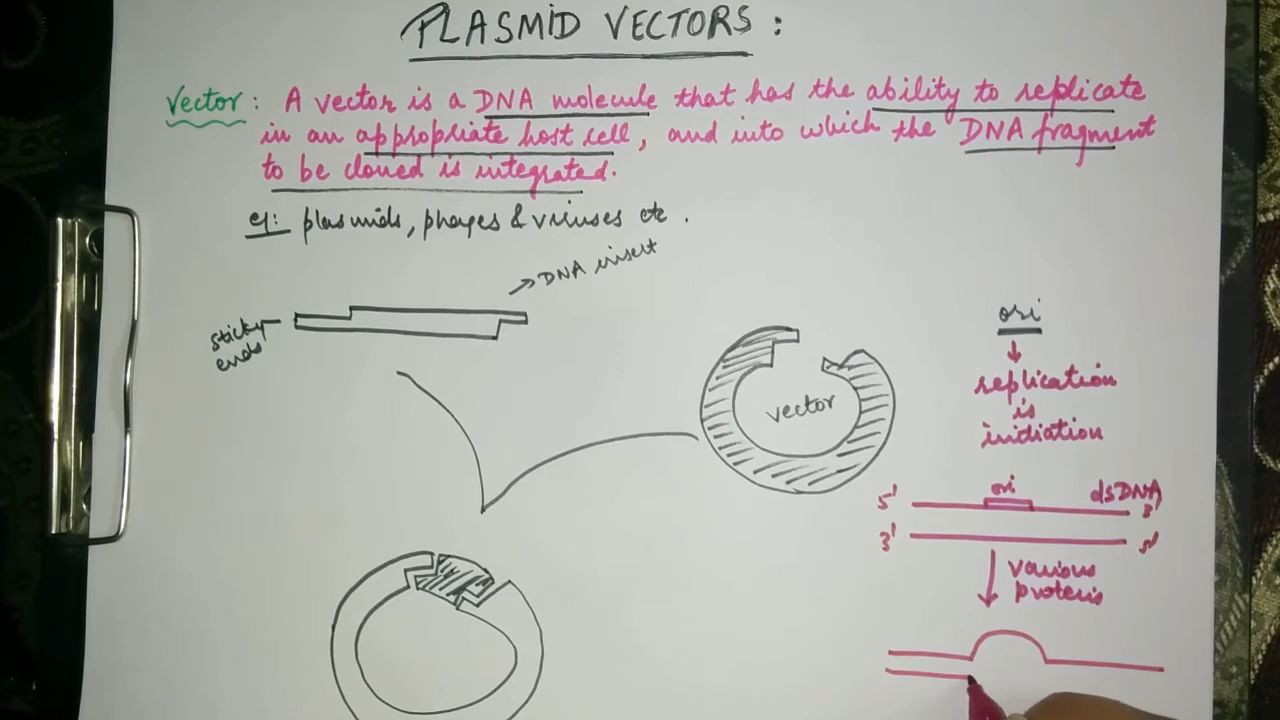 PLASMID VECTORS :
Vector : A vector is a DNA molecule that has the ability to replicate
in an appropriate host cell, and into which the DNA fragment
to be cloned is integrated.
eg: plasmids, phages & viruses etc .
DNA insert
sticky
ends
vector
ori
replication
is
initiation
ori
dsDNA
5' 3'
3' 5'
various
proteins